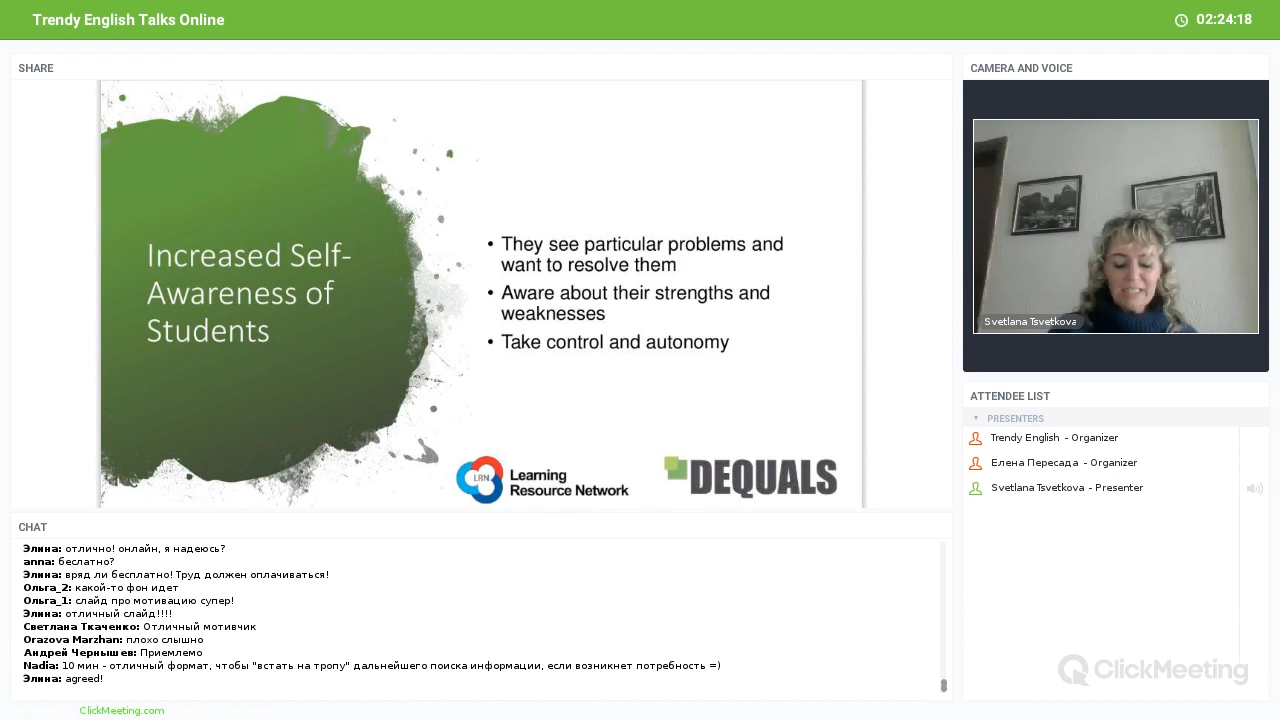 Trendy English Talks Online
02:24:18
SHARE
Increased Self-
Awareness of
Students
• They see particular problems and
want to resolve them
• Aware about their strengths and
weaknesses
• Take control and autonomy
LRN
Learning
Resource Network
DEQUALS
CAMERA AND VOICE
Svetlana Tsvetkova
ATTENDEE LIST
PRESENTERS
Trendy English - Organizer
Елена Пересада - Organizer
Svetlana Tsvetkova - Presenter
CHAT
Элина: отлично! онлайн, я надеюсь?
anna: беслатно?
Элина: вряд ли бесплатно! Труд должен оплачиваться!
Ольга_2: какой-то фон идет
Ольга_1: слайд про мотивацию супер!
Элина: отличный слайд!!!!
Светлана Ткаченко: Отличный мотивчик
Orazova Marzhan: плохо слышно
Андрей Чернышев: Приемлемо
Nadia: 10 мин - отличный формат, чтобы "встать на тропу" дальнейшего поиска информации, если возникнет потребность =)
Элина: agreed!
ClickMeeting
ClickMeeting.com